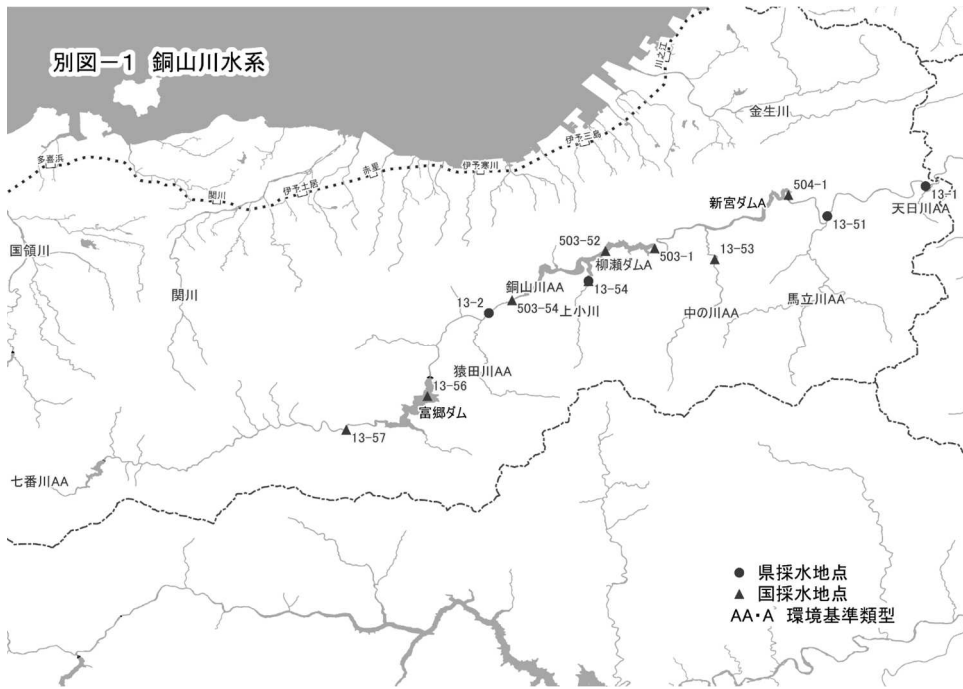 別図－1 銅山川水系
川之江
金生川
伊予三島
多喜浜
関川
伊予土居
赤星
伊予寒川
新宮ダムA
504-1
13-1
天日川AA
13-51
国領川
関川
503-52
柳瀬ダムA
503-1
13-53
銅山川AA
13-54
13-2
503-54
上小川
中の川AA
馬立川AA
猿田川AA
13-56
富郷ダム
13-57
七番川AA
● 県採水地点
▲ 国採水地点
AA・A 環境基準類型